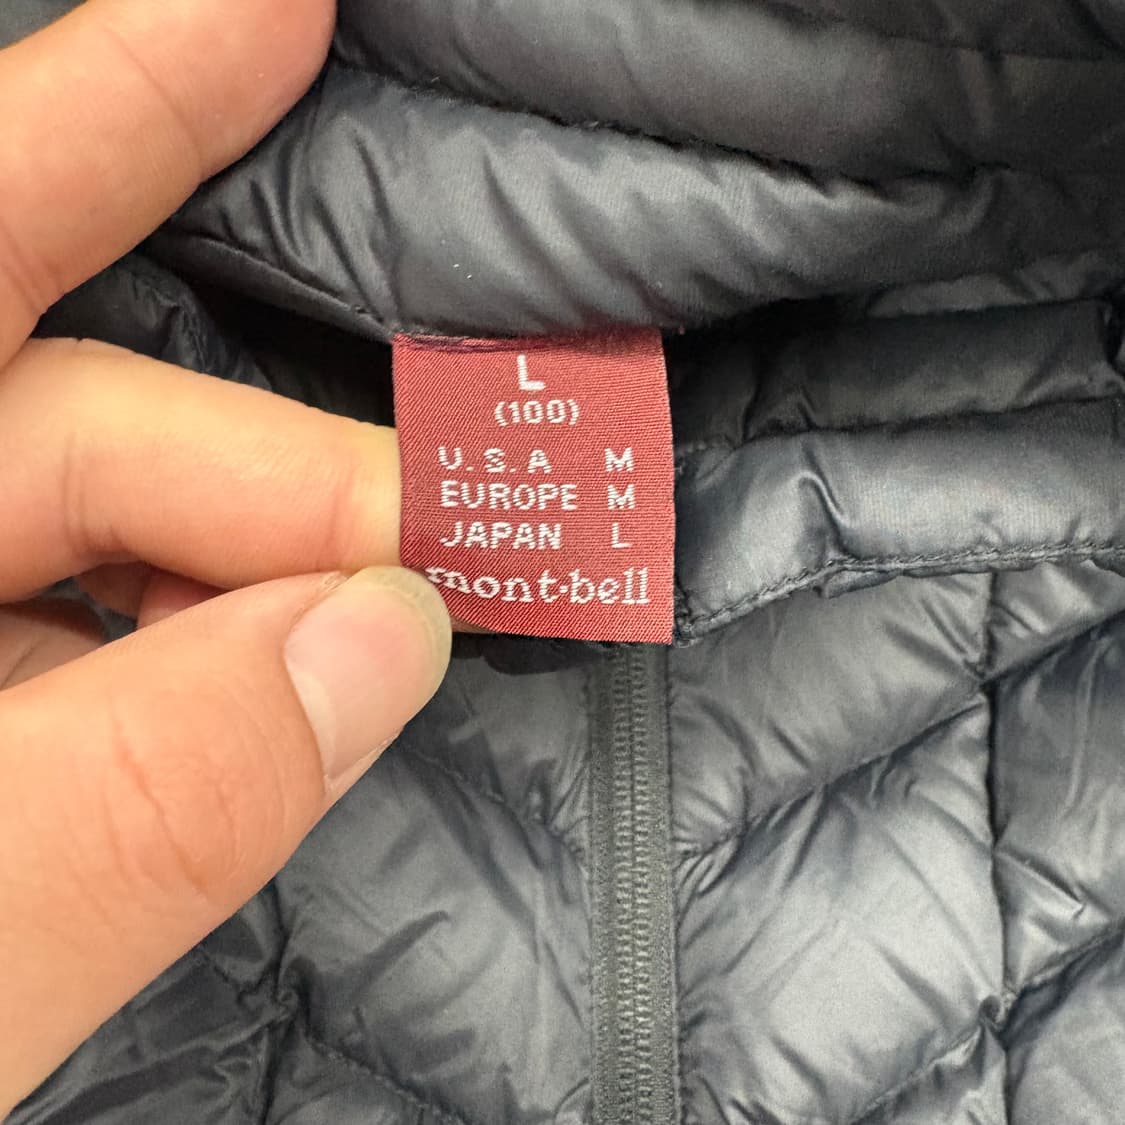 L
(100)
U.S.A M
EUROPE M
JAPAN L
mont·bell